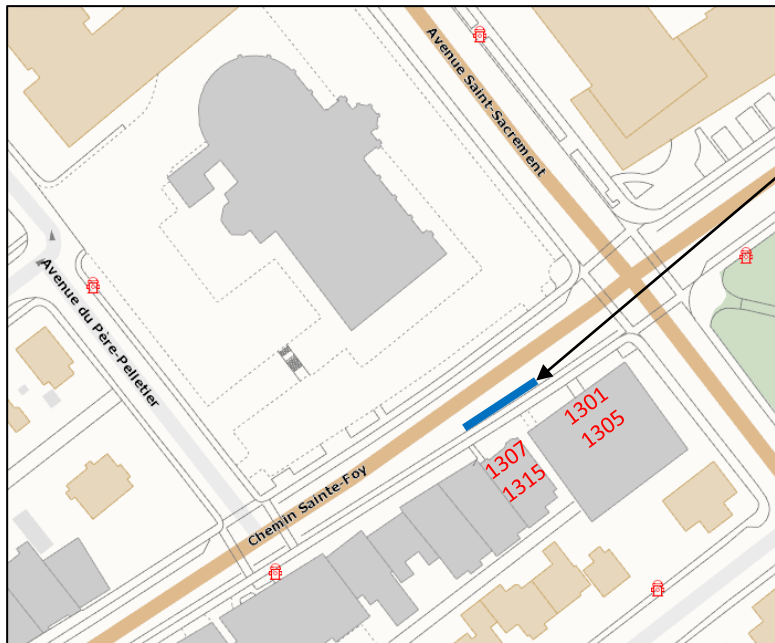 Avenue Saint-Sacrement
Avenue du Père-Pelletier
1301
1305
1307
1315
Chemin Sainte-Foy